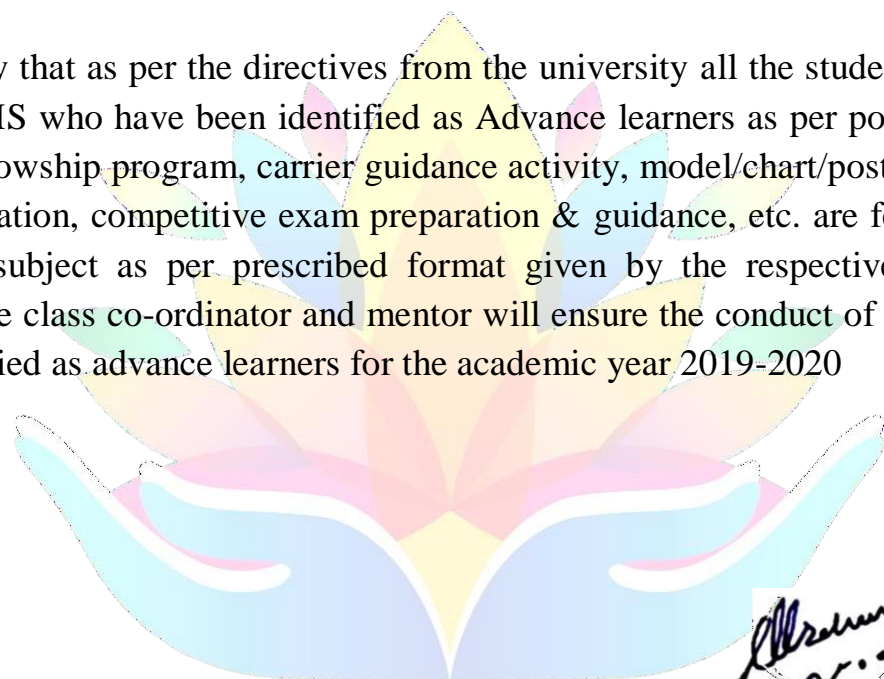 y that as per the directives from the university all the stude
IS who have been identified as Advance learners as per po
owship program, carrier guidance activity, model/chart/post
ation, competitive exam preparation & guidance, etc. are fo
subject as per prescribed format given by the respective
e class co-ordinator and mentor will ensure the conduct of
ied as advance learners for the academic year 2019-2020